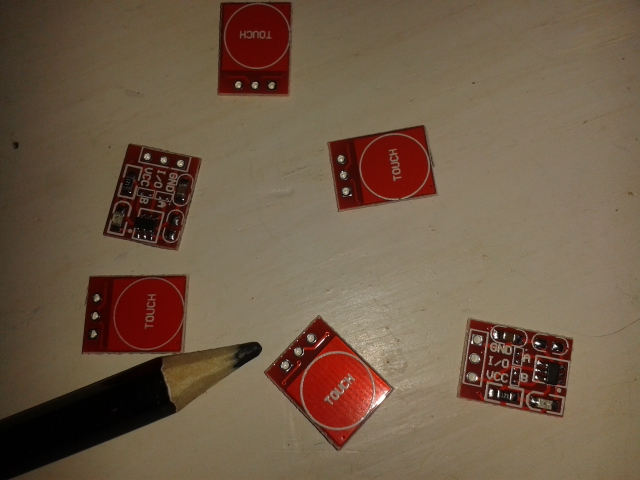 TOUCH
TOUCH
GND
I/O
VCC
A
B
TOUCH
TOUCH
GND A
I/O
VCC B